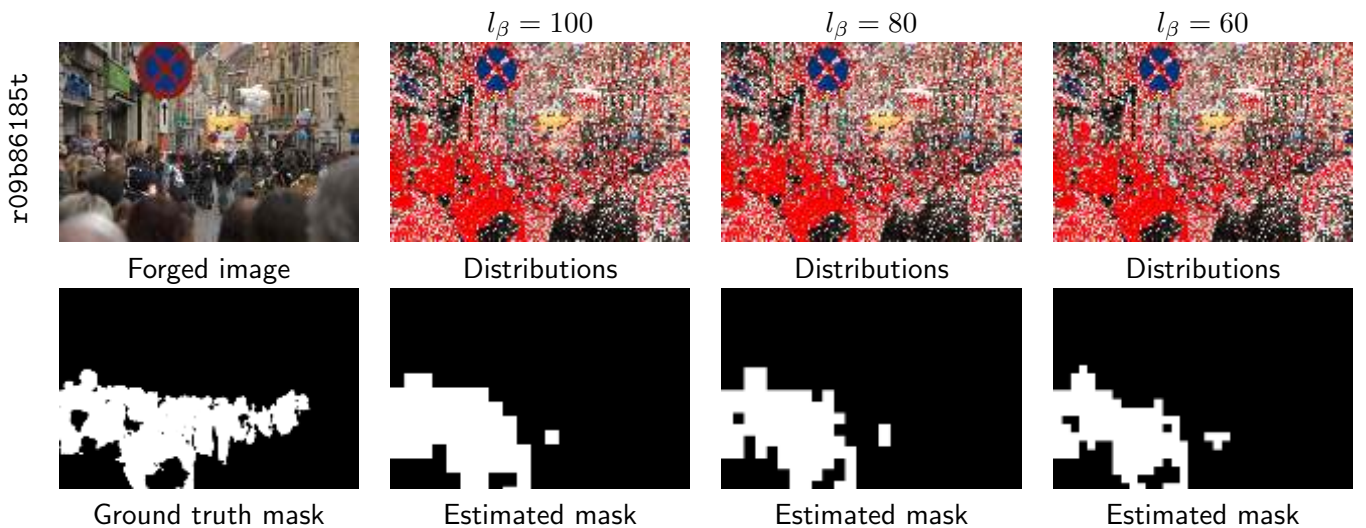 l_β = 100
l_β = 80
l_β = 60
r09b86185t
Forged image
Distributions
Distributions
Distributions
Ground truth mask
Estimated mask
Estimated mask
Estimated mask